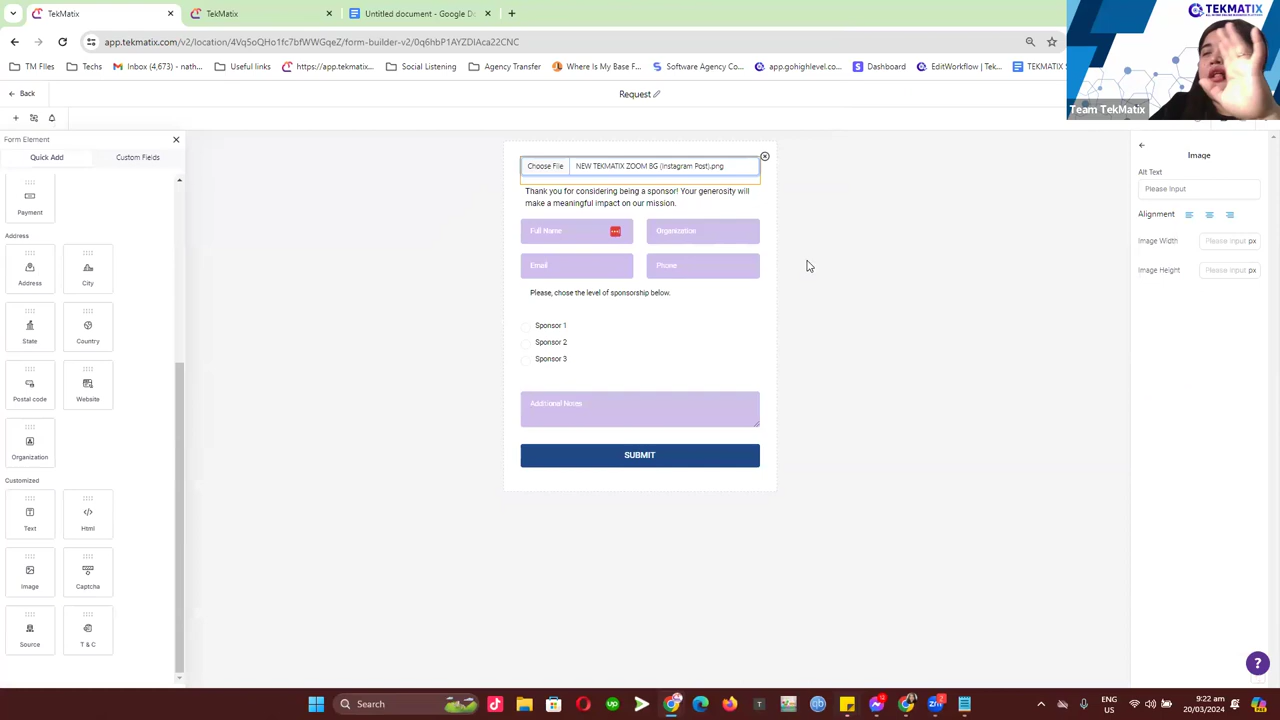 TekMatix
TekMatix
Untitled document - Google Do
app.tekmatix.com/v2/location/4Vq5oQHo1fc7bfWWGqeZ/form-builder-v2/0qhfbP1AYZDIAca22CNC
TM Files
Techs
Inbox (4,673) - nath...
Useful links
https://app.tekmatix...
Social Listening
Agency Transfer
Where Is My Base F...
Software Agency Co...
app.gohighlevel.com...
Dashboard
EditWorkflow | Tek...
TEKMATIX S
TEKMATIX
Team TekMatix
Back
Request
Form Element
Quick Add
Custom Fields
Payment
Address
Address
City
State
Country
Postal code
Website
Organization
Customized
Text
Html
Image
Captcha
Source
T & C
Choose File
NEW TEKMATIX ZOOM BG (Instagram Post).png
Thank you for considering being a sponsor! Your generosity will
make a meaningful impact on our mission.
Full Name
Organization
Email
Phone
Please, chose the level of sponsorship below.
Sponsor 1
Sponsor 2
Sponsor 3
Additional Notes
SUBMIT
Image
Alt Text
Please Input
Alignment
Image Width
Please input px
Image Height
Please input px
?
Search
ENG
US
9:22 am
20/03/2024